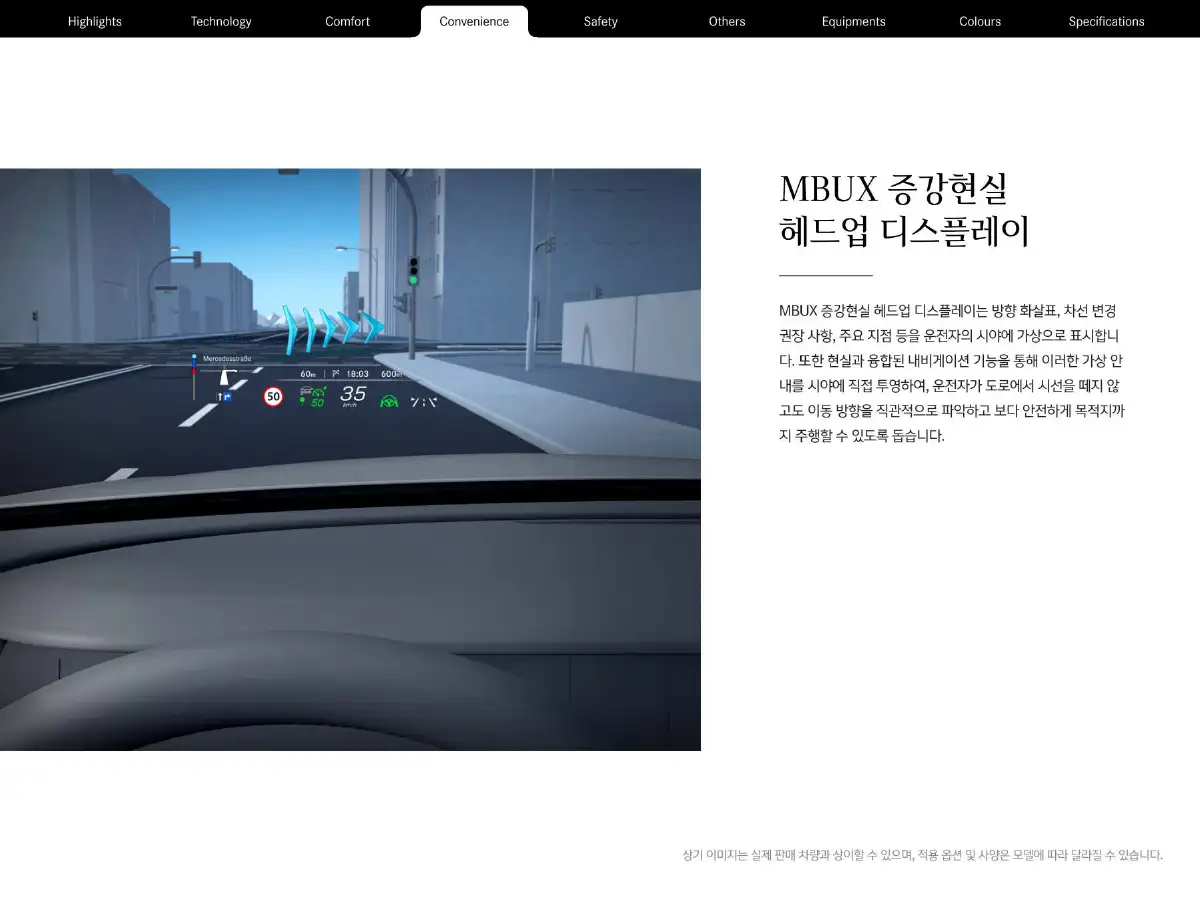 Highlights
Technology
Comfort
Convenience
Safety
Others
Equipments
Colours
Specifications
MBUX 증강현실
헤드업 디스플레이
MBUX 증강현실 헤드업 디스플레이는 방향 화살표, 차선 변경
권장 사항, 주요 지점 등을 운전자의 시야에 가상으로 표시합니
다. 또한 현실과 융합된 내비게이션 기능을 통해 이러한 가상 안
내를 시야에 직접 투영하여, 운전자가 도로에서 시선을 떼지 않
고도 이동 방향을 직관적으로 파악하고 보다 안전하게 목적지까
지 주행할 수 있도록 돕습니다.
Mercedesstraße
60m 18:03 600m
50 50 35
km/h
상기 이미지는 실제 판매 차량과 상이할 수 있으며, 적용 옵션 및 사양은 모델에 따라 달라질 수 있습니다.